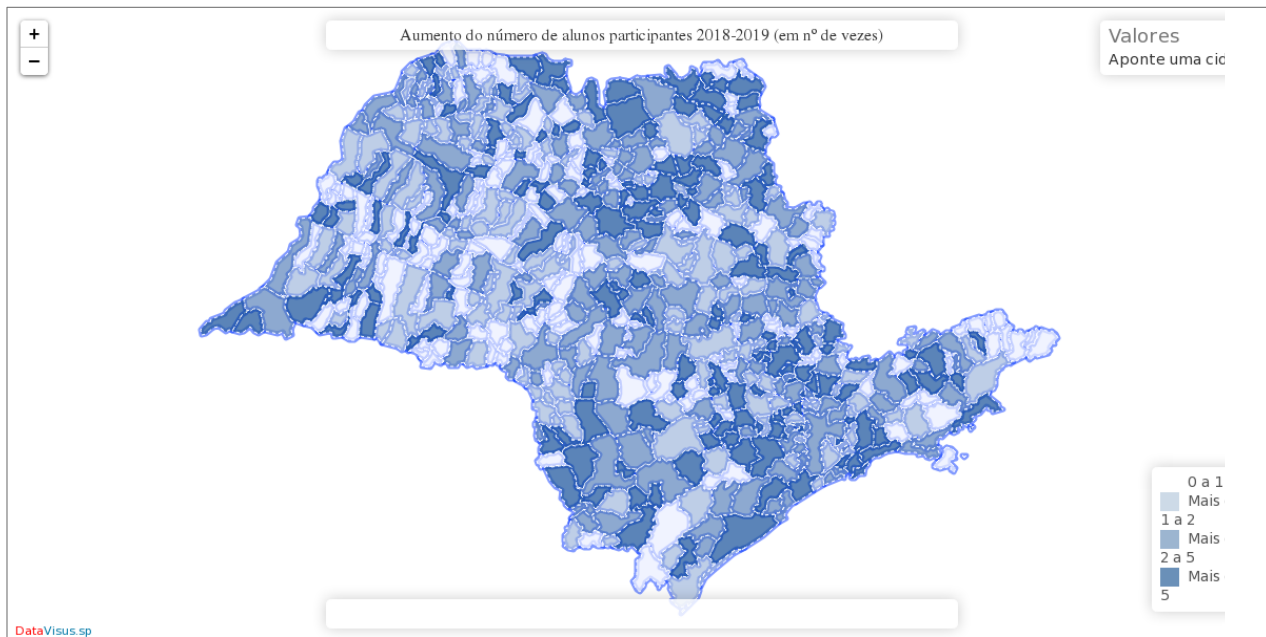 +
−
Aumento do número de alunos participantes 2018-2019 (em nº de vezes)
Valores
Aponte uma cid
0 a 1
Mais
1 a 2
Mais
2 a 5
Mais
5
DataVisus.sp